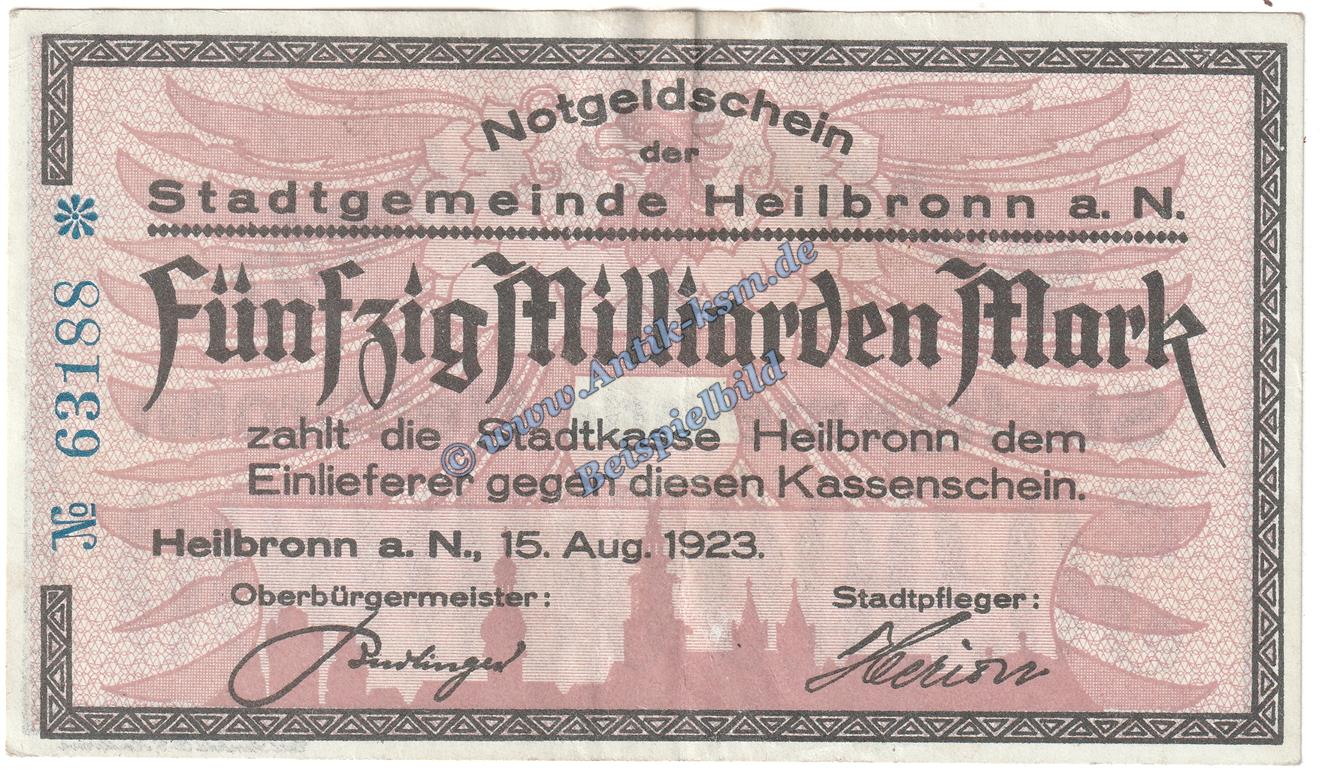 Notgeldschein
der
Stadtgemeinde Heilbronn a. N.
Fünfzig Milliarden Mark
zahlt die Stadtkasse Heilbronn dem
Einlieferer gegen diesen Kassenschein.
Heilbronn a. N., 15. Aug. 1923.
Oberbürgermeister:
Stadtpfleger:
№ 63188 *
© www.Antik-ksm.de
Beispielbild